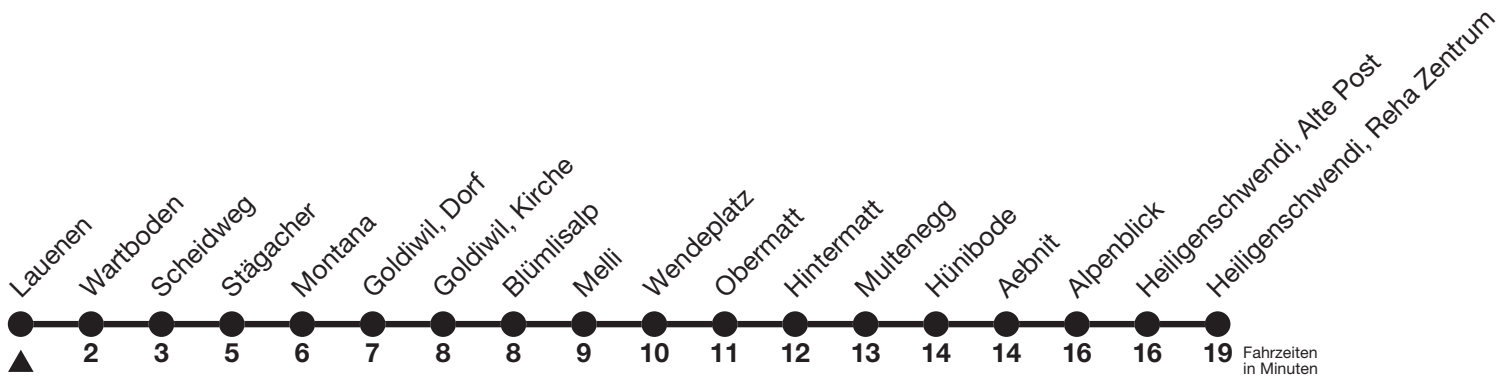 Lauenen
Wartboden
Scheidweg
Stägacher
Montana
Goldiwil, Dorf
Goldiwil, Kirche
Blümlisalp
Melli
Wendeplatz
Obermatt
Hintermatt
Multenegg
Hünibode
Aebnit
Alpenblick
Heiligenschwendi, Alte Post
Heiligenschwendi, Reha Zentrum
2 3 5 6 7 8 8 9 10 11 12 13 14 14 16 16 19 Fahrzeiten
in Minuten